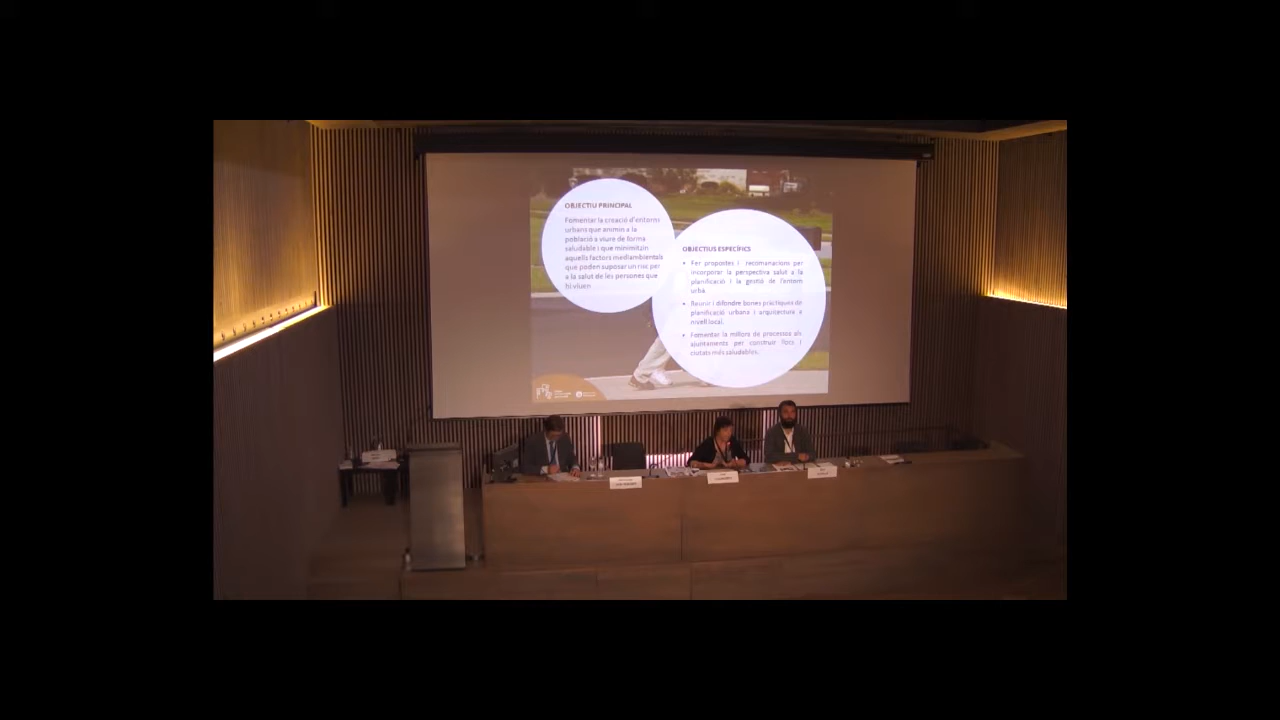 OBJECTIU PRINCIPAL
Fomentar la creació d'entorns
urbans que animin a la
població a viure de forma
saludable i que minimitzin
aquells factors mediambientals
que poden suposar un risc per
a la salut de les persones que
hi viuen
OBJECTIUS ESPECÍFICS
• Fer propostes i recomanacions per
incorporar la perspectiva salut a la
planificació i la gestió de l'entorn
urbà
• Reunir i difondre bones pràctiques de
planificació urbana i arquitectura a
nivell local.
• Fomentar la millora de processos als
ajuntaments per construir llocs i
ciutats més saludables.